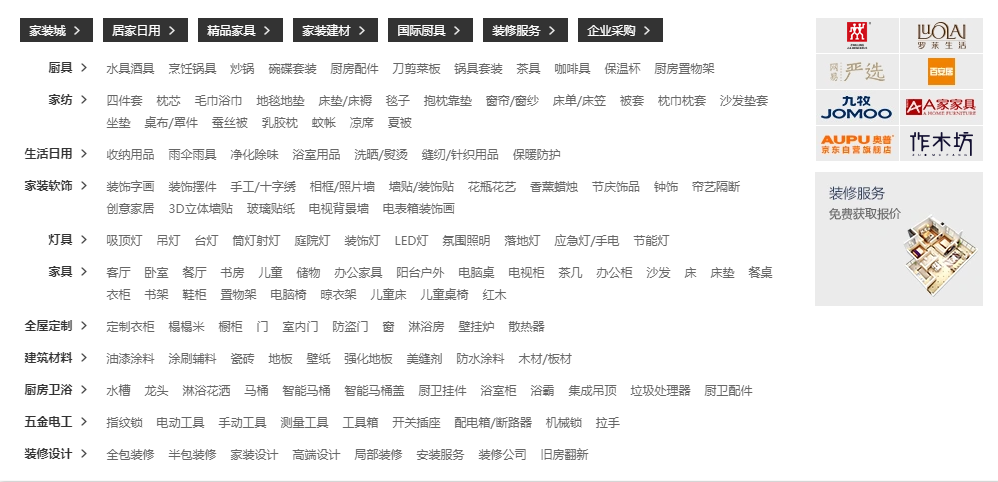 家装城 居家日用 精品家具 家装建材 国际厨具 装修服务 企业采购
厨具 水具酒具 烹饪锅具 炒锅 碗碟套装 厨房配件 刀剪菜板 锅具套装 茶具 咖啡具 保温杯 厨房置物架
家纺 四件套 枕芯 毛巾浴巾 地毯地垫 床垫/床褥 毯子 抱枕靠垫 窗帘/窗纱 床单/床笠 被套 枕巾枕套 沙发垫套
坐垫 桌布/罩件 蚕丝被 乳胶枕 蚊帐 凉席 夏被
生活日用 收纳用品 雨伞雨具 净化除味 浴室用品 洗晒/熨烫 缝纫/针织用品 保暖防护
家装软饰 装饰字画 装饰摆件 手工/十字绣 相框/照片墙 墙贴/装饰贴 花瓶花艺 香薰蜡烛 节庆饰品 钟饰 帘艺隔断
创意家居 3D立体墙贴 玻璃贴纸 电视背景墙 电表箱装饰画
灯具 吸顶灯 吊灯 台灯 筒灯射灯 庭院灯 装饰灯 LED灯 氛围照明 落地灯 应急灯/手电 节能灯
家具 客厅 卧室 餐厅 书房 儿童 储物 办公家具 阳台户外 电脑桌 电视柜 茶几 办公柜 沙发 床 床垫 餐桌
衣柜 书架 鞋柜 置物架 电脑椅 晾衣架 儿童床 儿童桌椅 红木
全屋定制 定制衣柜 榻榻米 橱柜 门 室内门 防盗门 窗 淋浴房 壁挂炉 散热器
建筑材料 油漆涂料 涂刷辅料 瓷砖 地板 壁纸 强化地板 美缝剂 防水涂料 木材/板材
厨房卫浴 水槽 龙头 淋浴花洒 马桶 智能马桶 智能马桶盖 厨卫挂件 浴室柜 浴霸 集成吊顶 垃圾处理器 厨卫配件
五金电工 指纹锁 电动工具 手动工具 测量工具 工具箱 开关插座 配电箱/断路器 机械锁 拉手
装修设计 全包装修 半包装修 家装设计 高端设计 局部装修 安装服务 装修公司 旧房翻新
LUOLAI
罗莱生活
网易严选
百安居
九牧
JOMOO
A家家具
A HOME FURNITURE
AUPU奥普
京东自营旗舰店
作木坊
ZUOMUFANG
装修服务
免费获取报价